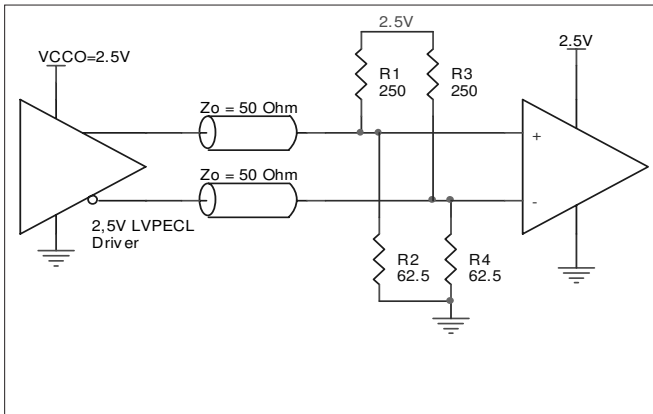 2.5V
VCCO=2.5V
2.5V
R1
250
R3
250
Zo = 50 Ohm
+
Zo = 50 Ohm
-
2,5V LVPECL
Driver
R2
62.5
R4
62.5